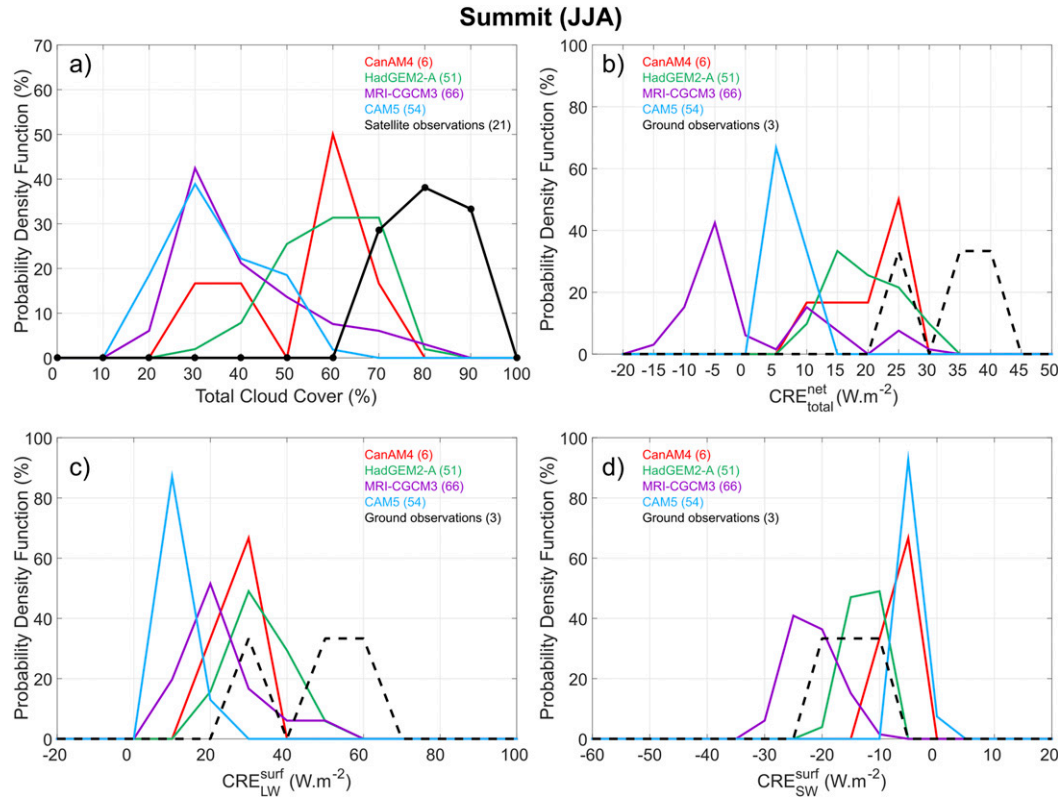 Summit (JJA)
a)
CanAM4 (6)
HadGEM2-A (51)
MRI-CGCM3 (66)
CAM5 (54)
Satellite observations (21)
Probability Density Function (%)
70
60
50
40
30
20
10
0
0 10 20 30 40 50 60 70 80 90 100
Total Cloud Cover (%)
b)
CanAM4 (6)
HadGEM2-A (51)
MRI-CGCM3 (66)
CAM5 (54)
Ground observations (3)
Probability Density Function (%)
100
80
60
40
20
0
-20 -15 -10 -5 0 5 10 15 20 25 30 35 40 45 50
CRE net total (W.m-2)
c)
CanAM4 (6)
HadGEM2-A (51)
MRI-CGCM3 (66)
CAM5 (54)
Ground observations (3)
Probability Density Function (%)
100
80
60
40
20
0
-20 0 20 40 60 80 100
CRE surf LW (W.m-2)
d)
CanAM4 (6)
HadGEM2-A (51)
MRI-CGCM3 (66)
CAM5 (54)
Ground observations (3)
Probability Density Function (%)
100
80
60
40
20
0
-60 -50 -40 -30 -20 -10 0 10 20
CRE surf SW (W.m-2)